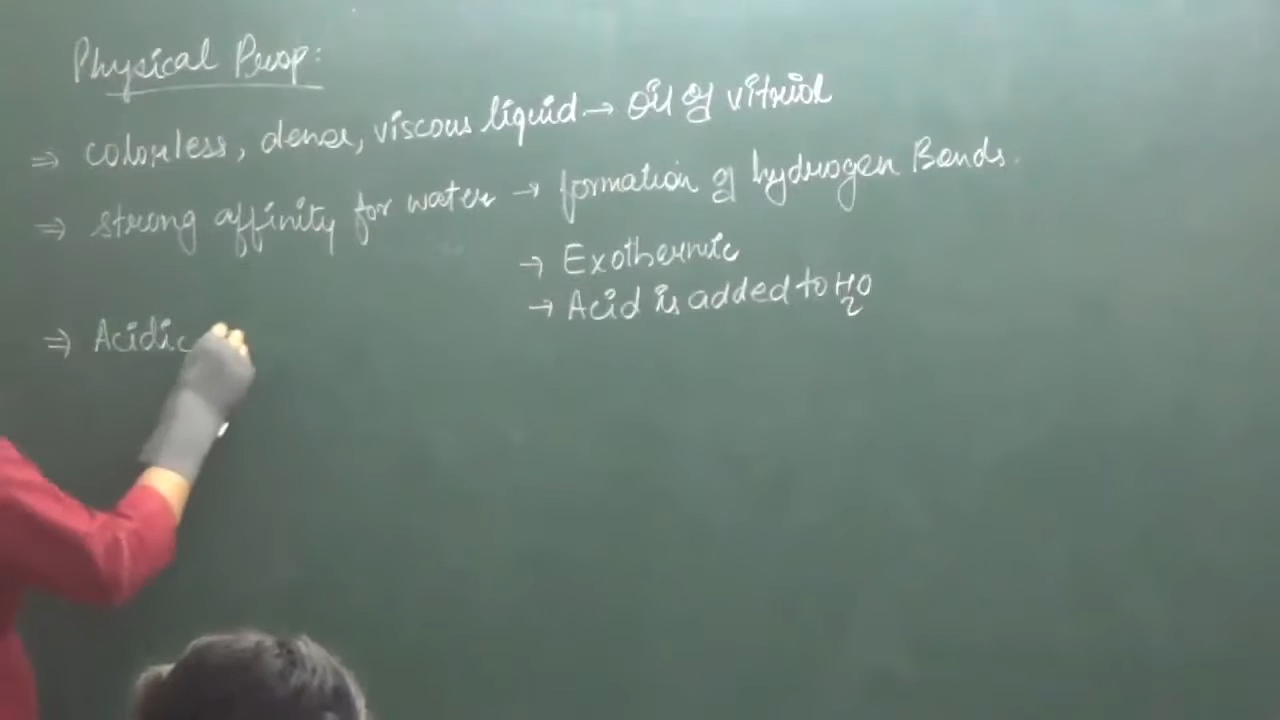 Physical Prop:
⇒ colorless, dense, viscous liquid → Oil of vitriol
⇒ strong affinity for water → formation of hydrogen Bonds.
→ Exothermic
→ Acid is added to H2O
⇒ Acidic